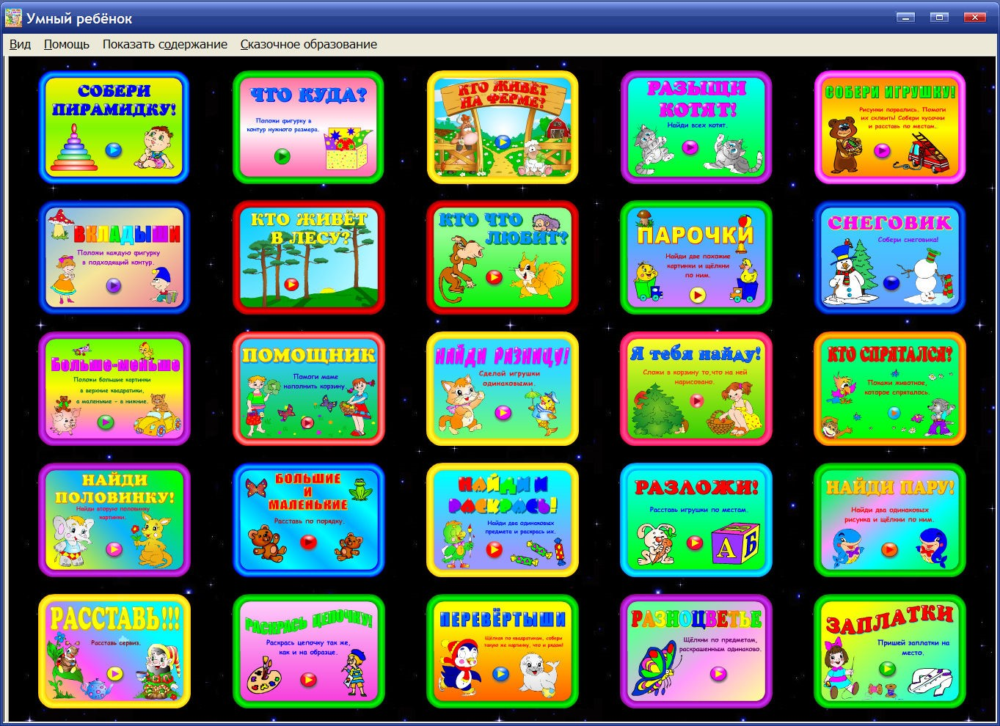 Умный ребёнок
Вид Помощь Показать содержание Сказочное образование
СОБЕРИ
ПИРАМИДКУ!
ЧТО КУДА?
Положи фигурку в
контур нужного размера.
КТО ЖИВЁТ
НА ФЕРМЕ?
РАЗЫЩИ
КОТЯТ!
Найди всех котят.
СОБЕРИ ИГРУШКУ!
Рисунки порвались. Помоги
их склеить! Собери кусочки
и расставь по местам.
ВКЛАДЫШИ
Положи каждую фигурку
в подходящий контур.
КТО ЖИВЁТ
В ЛЕСУ?
КТО ЧТО
ЛЮБИТ?
ПАРОЧКИ
Найди две похожие
картинки и щёлкни
по ним.
СНЕГОВИК
Собери снеговика!
Больше-меньше
Положи большие картинки
в верхние квадратики,
а маленькие - в нижние.
ПОМОЩНИК
Помоги маме
наполнить корзину.
НАЙДИ РАЗНИЦУ!
Сделай игрушки
одинаковыми.
Я тебя найду!
Сложи в корзину то,что на ней
нарисовано.
КТО СПРЯТАЛСЯ?
Покажи животное,
которое спряталось.
НАЙДИ
ПОЛОВИНКУ!
Найди вторую половинку
картинки.
БОЛЬШИЕ
И
МАЛЕНЬКИЕ
Расставь по порядку.
НАЙДИ И
РАСКРАСЬ!
Найди два одинаковых
предмета и раскрась их.
РАЗЛОЖИ!
Расставь игрушки по местам.
А Б
НАЙДИ ПАРУ!
Найди два одинаковых
рисунка и щёлкни по ним.
РАССТАВЬ!!!
Расставь сервиз.
РАСКРАСЬ ЦЕПОЧКУ!
Раскрась цепочку так же,
как и на образце.
ПЕРЕВЁРТЫШИ
Щёлкая по квадратикам, собери
такую же картинку, что и рядом!
РАЗНОЦВЕТЬЕ
Щёлкни по предметам,
раскрашенным одинаково.
ЗАПЛАТКИ
Пришей заплатки на
место.